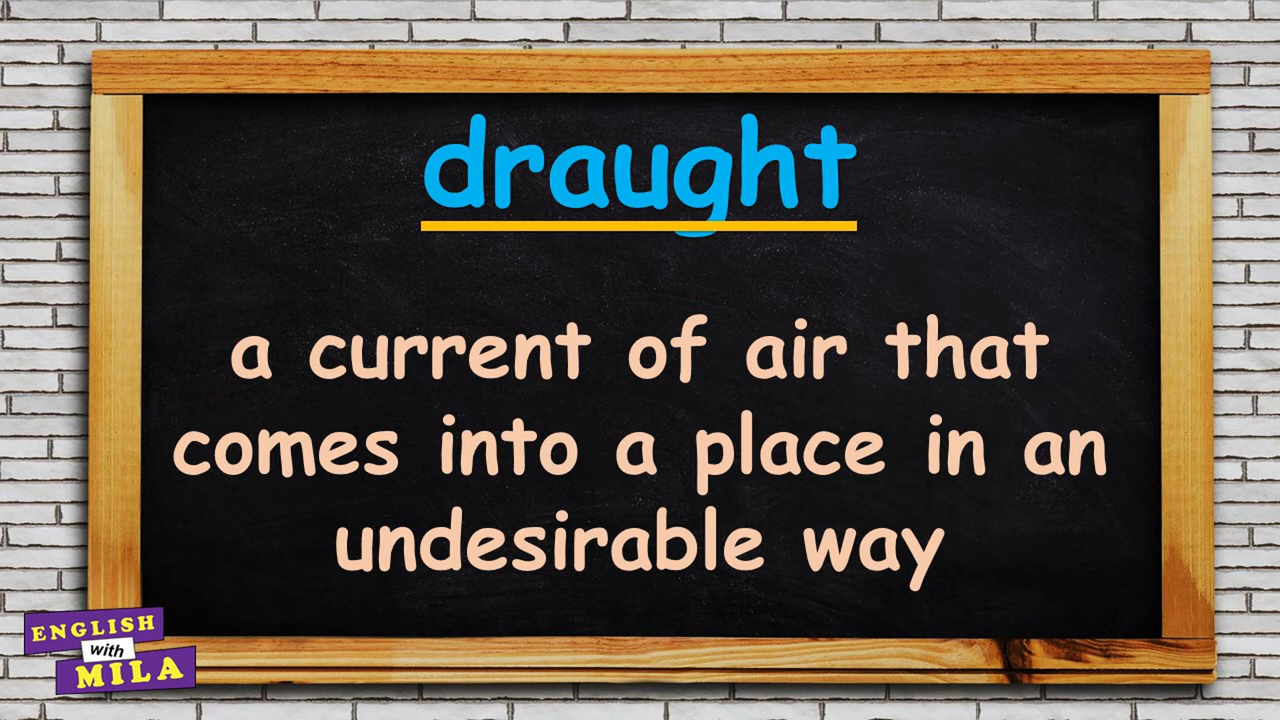 draught
a current of air that
comes into a place in an
undesirable way
ENGLISH
with
MILA